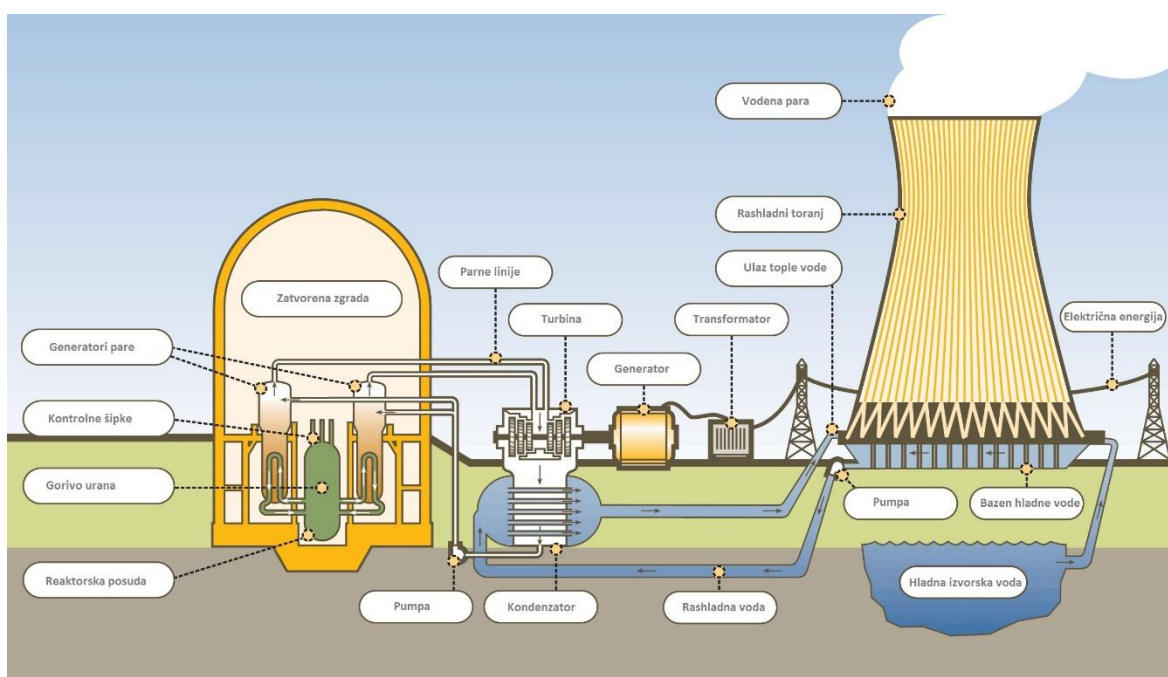 Vodena para
Rashladni toranj
Ulaz tople vode
Parne linije
Zatvorena zgrada
Turbina
Transformator
Električna energija
Generatori pare
Generator
Kontrolne šipke
Gorivo urana
Pumpa
Bazen hladne vode
Reaktorska posuda
Hladna izvorska voda
Pumpa
Kondenzator
Rashladna voda